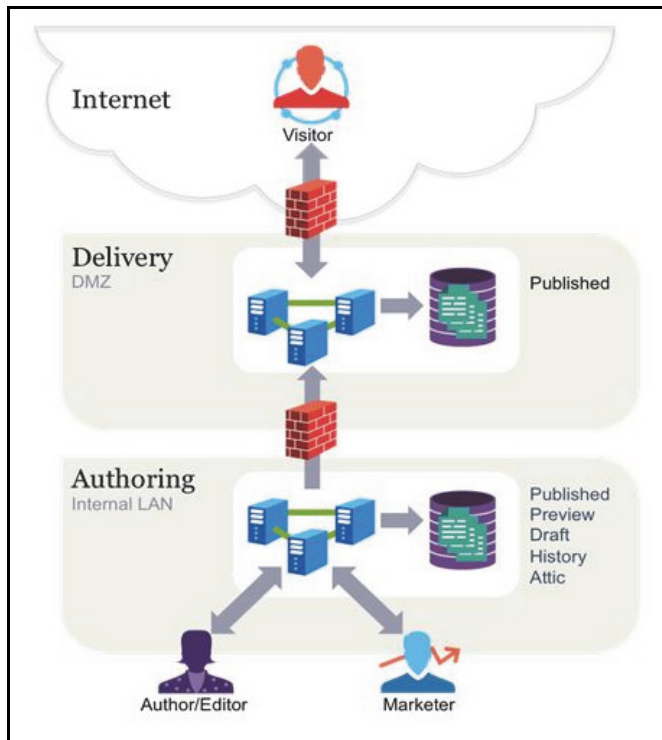 Internet
Visitor
Delivery
DMZ
Published
Authoring
Internal LAN
Published
Preview
Draft
History
Attic
Author/Editor
Marketer